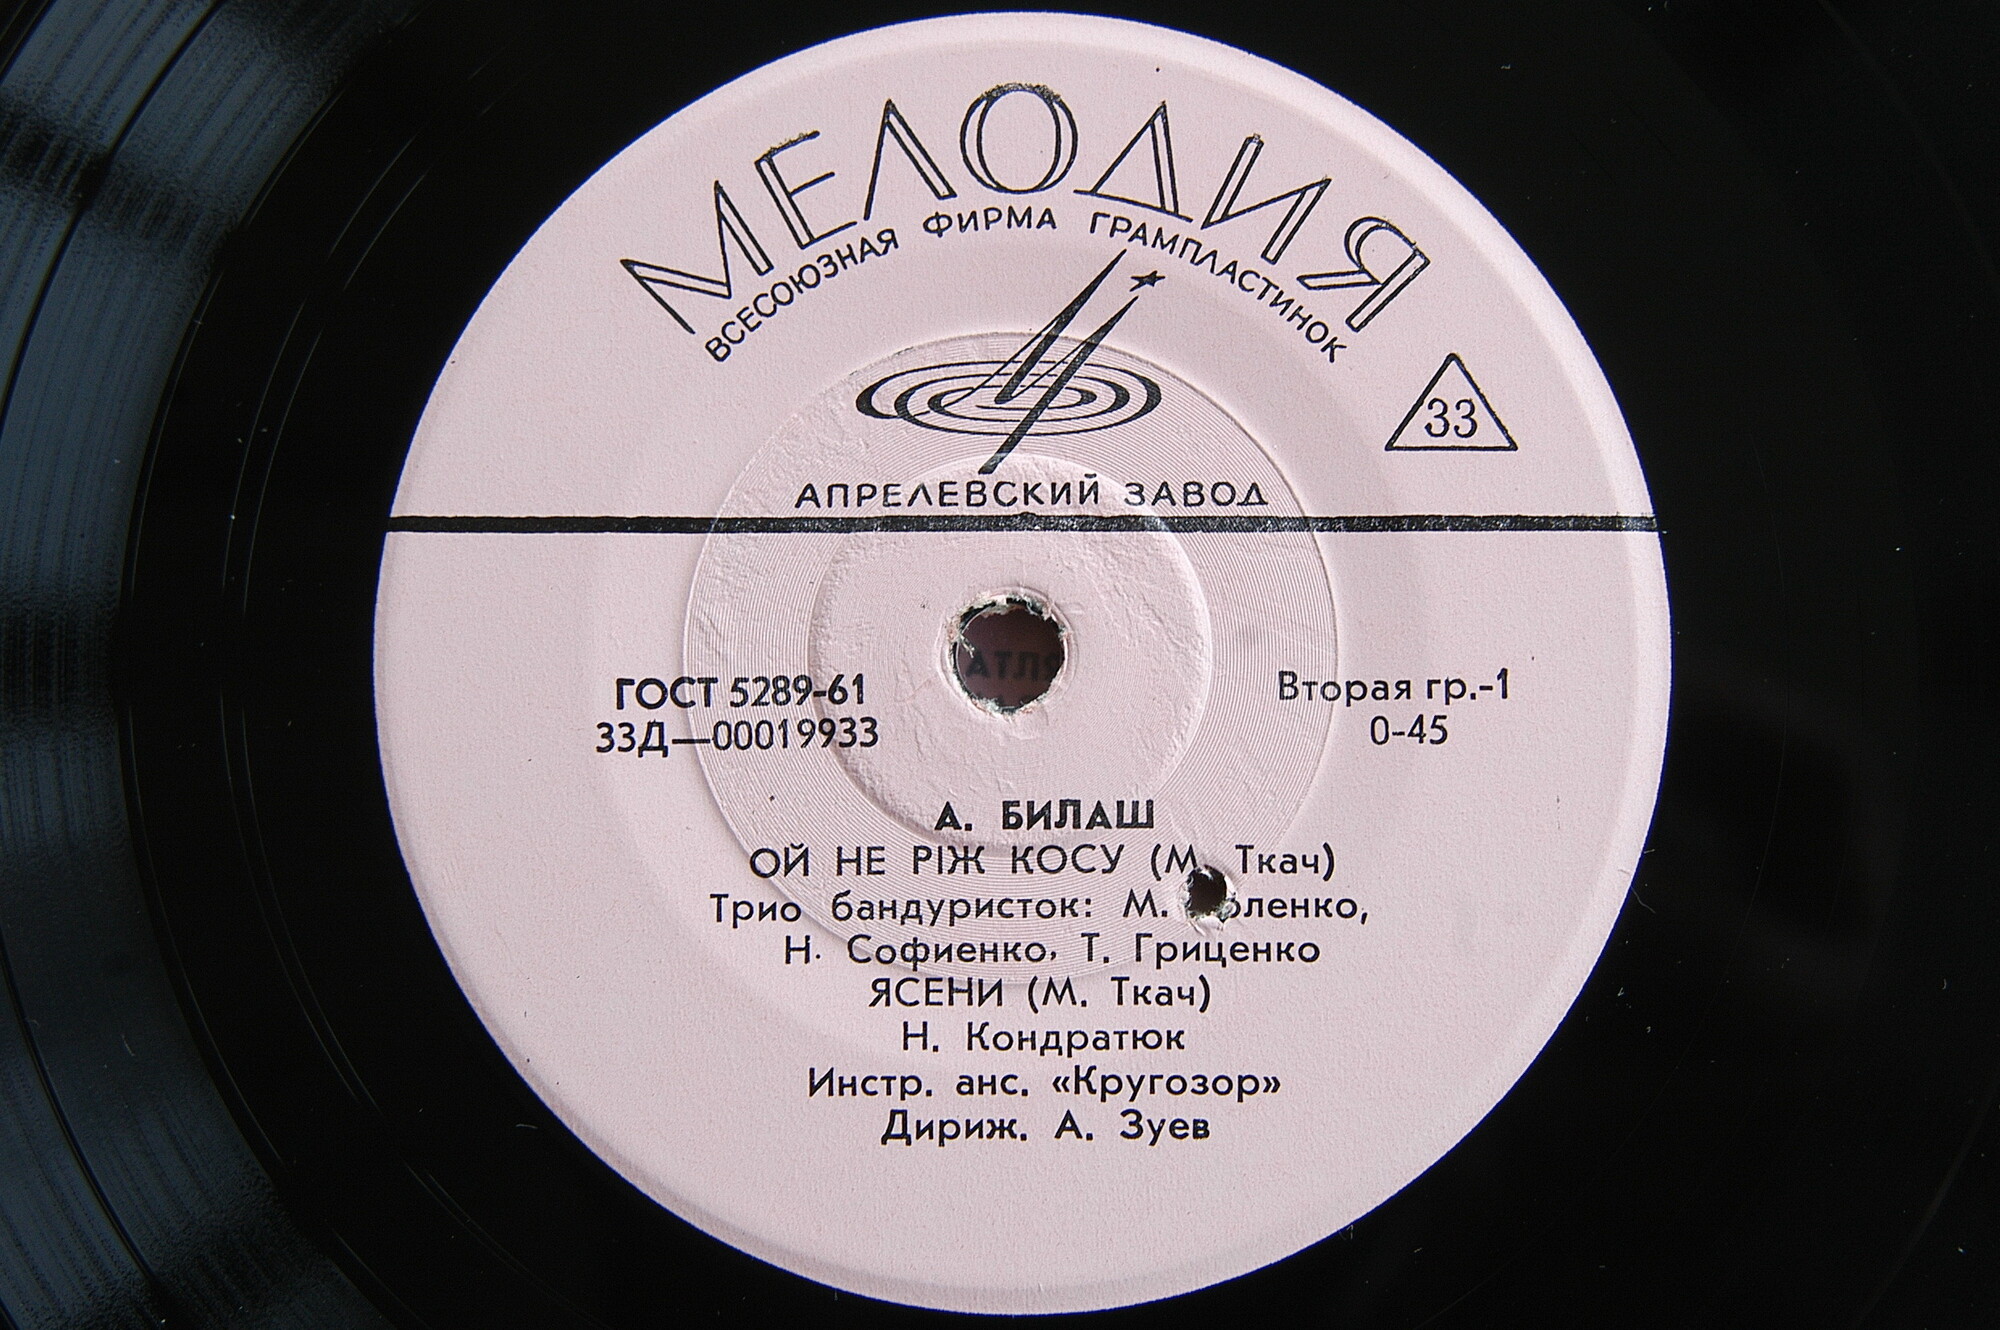 МЕЛОДИЯ
ВСЕСОЮЗНАЯ ФИРМА ГРАМПЛАСТИНОК
33
АПРЕЛЕВСКИЙ ЗАВОД
ГОСТ 5289-61
33Д—00019933
Вторая гр.-1
0-45
А. БИЛАШ
ОЙ НЕ РІЖ КОСУ (М. Ткач)
Трио бандуристок: М.
Н. Софиенко, Т. Гриценко
ЯСЕНИ (М. Ткач)
Н. Кондратюк
Инстр. анс. «Кругозор»
Дириж. А. Зуев